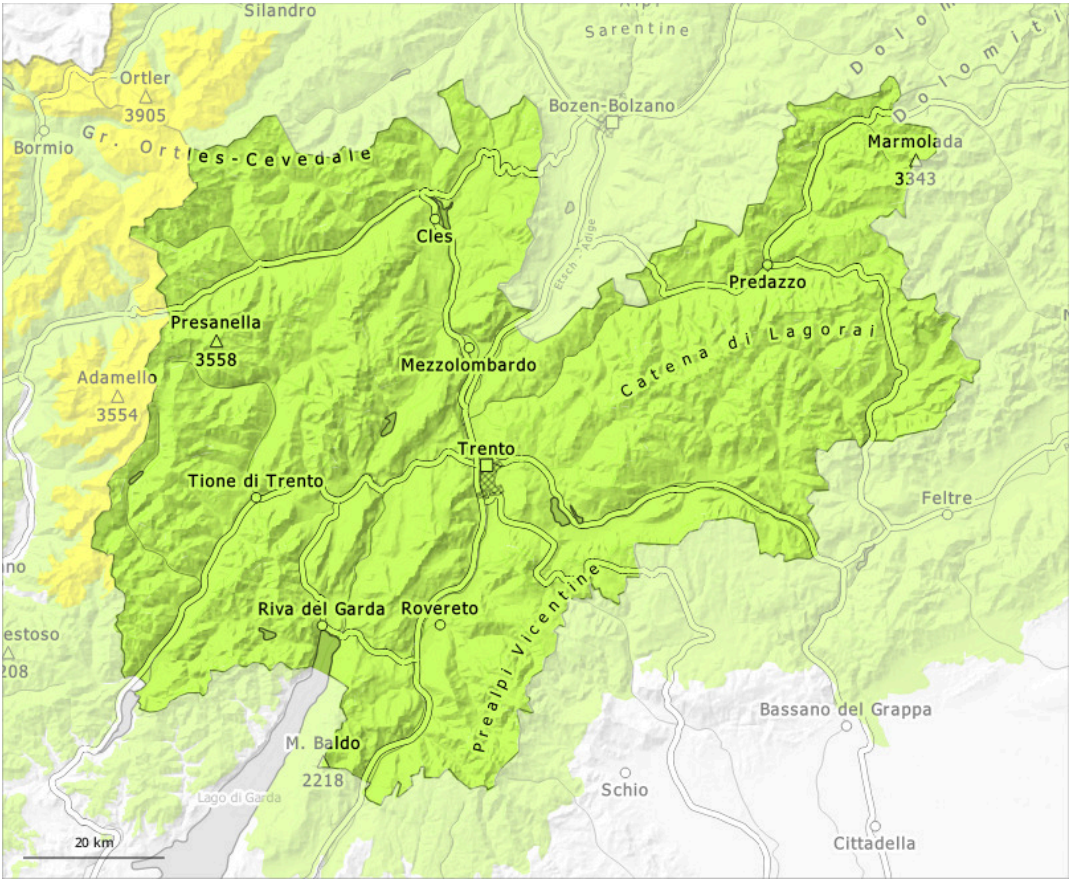 Silandro
Alpi
Sarentine
Dolomiti
Dolomiti
Ortler
3905
Bozen-Bolzano
Bormio
Gr. Ortles-Cevedale
Marmolada
3343
Cles
Etsch - Adige
Predazzo
Presanella
3558
Catena di Lagorai
Mezzolombardo
Adamello
3554
Trento
Tione di Trento
Feltre
Riva del Garda
Rovereto
estoso
208
Prealpi Vicentine
Bassano del Grappa
M. Baldo
2218
Lago di Garda
Schio
Cittadella
20 km